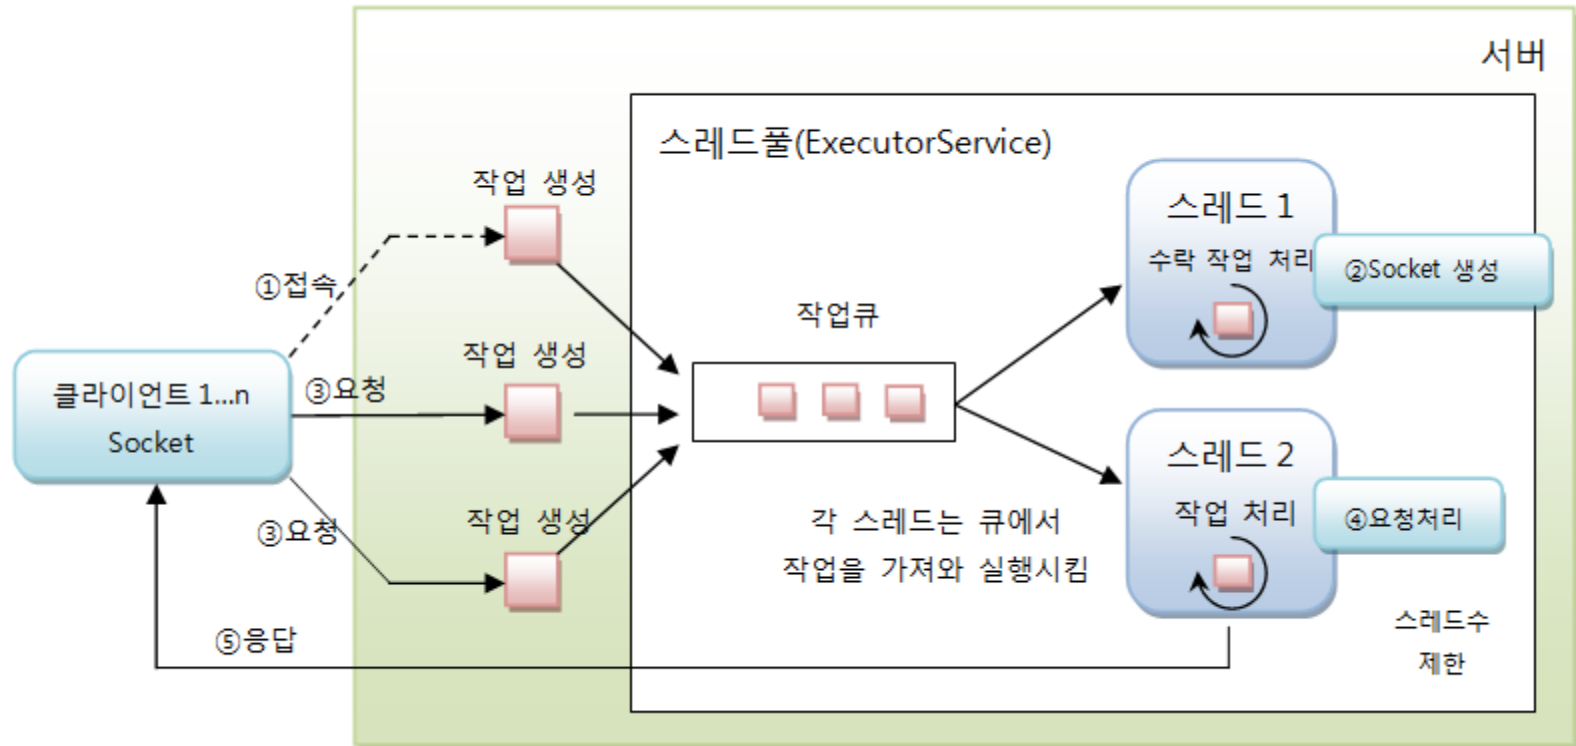 서버
스레드풀(ExecutorService)
작업 생성
스레드 1
수락 작업 처리
②Socket 생성
①접속
작업큐
작업 생성
클라이언트 1...n
Socket
③요청
스레드 2
작업 처리
④요청처리
작업 생성
③요청
각 스레드는 큐에서
작업을 가져와 실행시킴
스레드수
제한
⑤응답